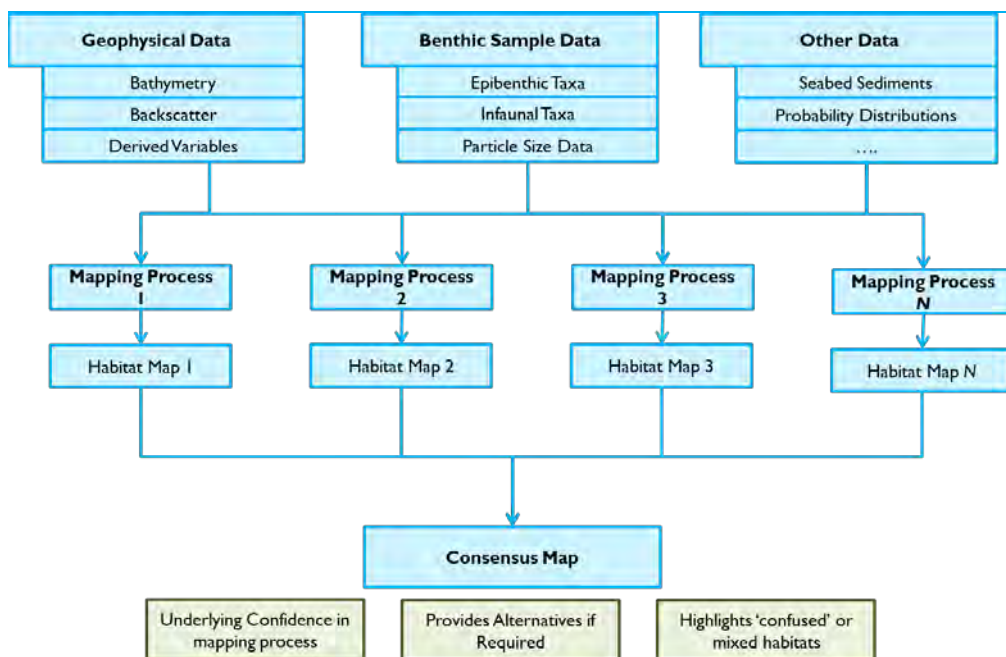 Geophysical Data
Bathymetry
Backscatter
Derived Variables
Benthic Sample Data
Epibenthic Taxa
Infaunal Taxa
Particle Size Data
Other Data
Seabed Sediments
Probability Distributions
....
Mapping Process
1
Mapping Process
2
Mapping Process
3
Mapping Process
N
Habitat Map 1
Habitat Map 2
Habitat Map 3
Habitat Map N
Consensus Map
Underlying Confidence in
mapping process
Provides Alternatives if
Required
Highlights ‘confused’ or
mixed habitats